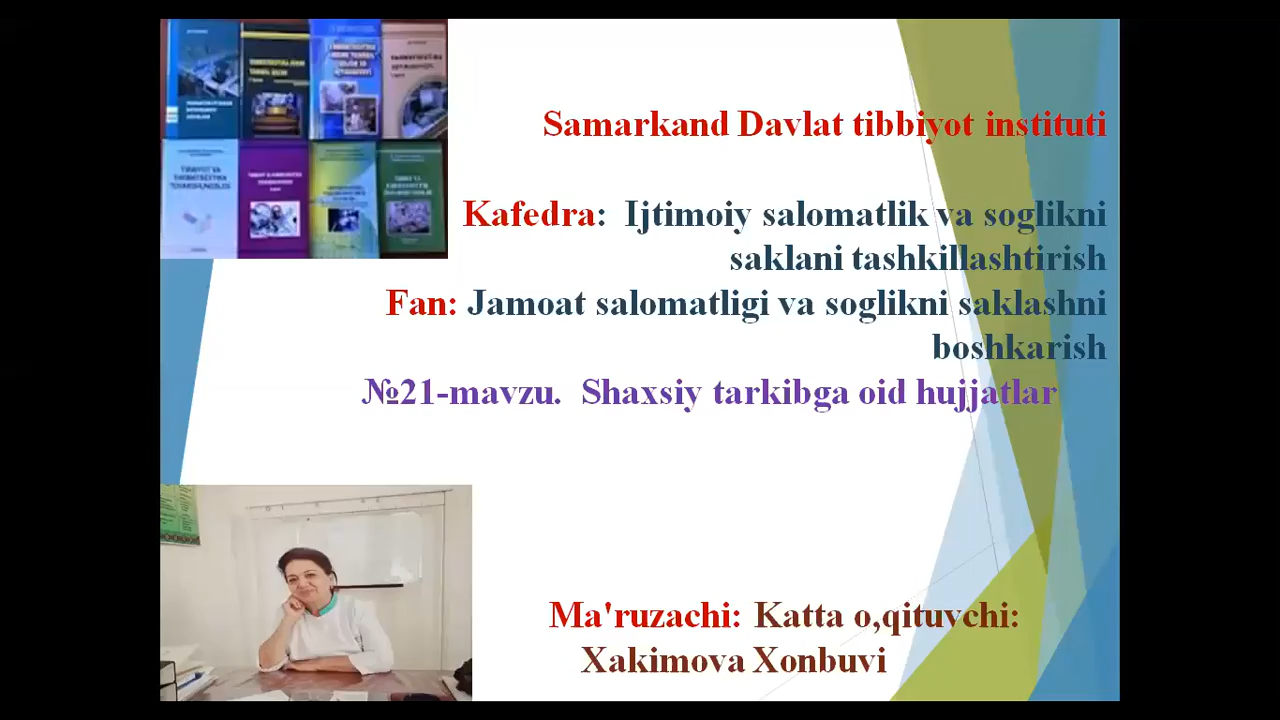 Samarkand Davlat tibbiyot instituti
Kafedra:  Ijtimoiy salomatlik va soglikni
saklani tashkillashtirish
Fan: Jamoat salomatligi va soglikni saklashni
boshkarish
№21-mavzu.  Shaxsiy tarkibga oid hujjatlar
Ma'ruzachi: Katta o,qituvchi:
Xakimova Xonbuvi